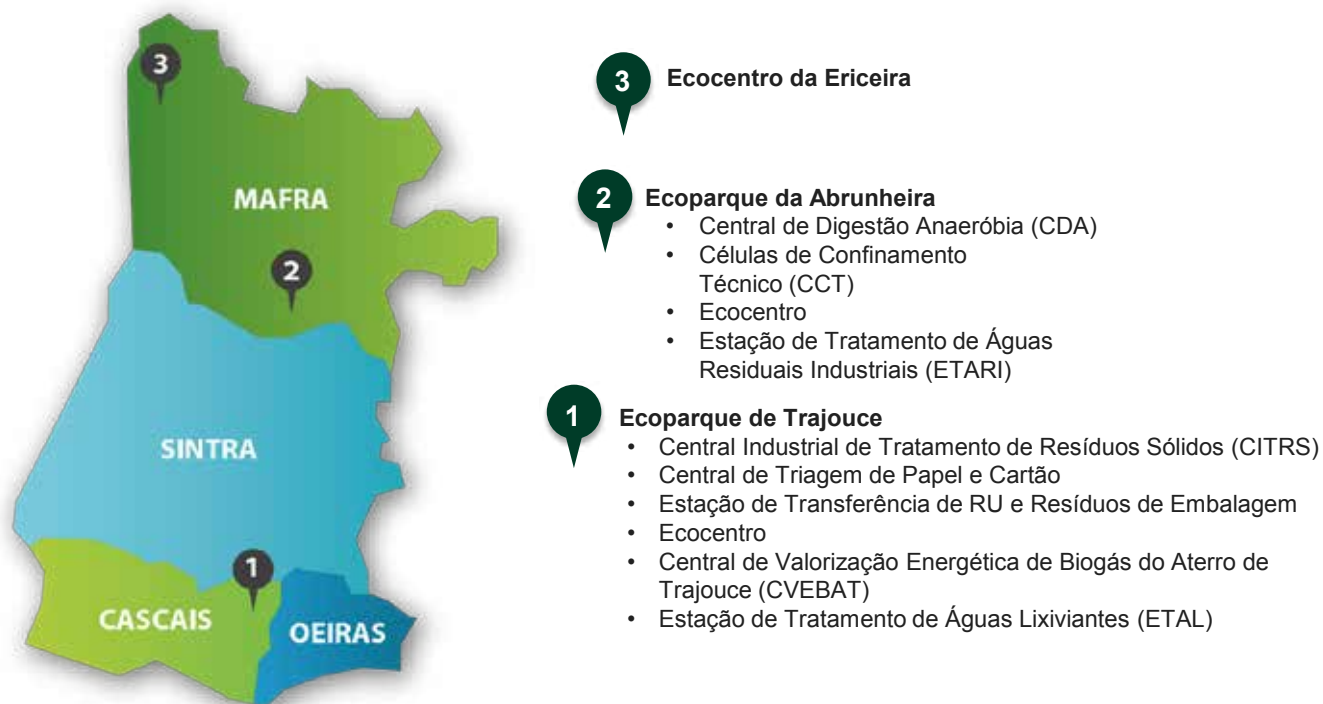 3
MAFRA
2
SINTRA
1
CASCAIS
OEIRAS
3 Ecocentro da Ericeira
2 Ecoparque da Abrunheira
• Central de Digestão Anaeróbia (CDA)
• Células de Confinamento
Técnico (CCT)
• Ecocentro
• Estação de Tratamento de Águas
Residuais Industriais (ETARI)
1 Ecoparque de Trajouce
• Central Industrial de Tratamento de Resíduos Sólidos (CITRS)
• Central de Triagem de Papel e Cartão
• Estação de Transferência de RU e Resíduos de Embalagem
• Ecocentro
• Central de Valorização Energética de Biogás do Aterro de
Trajouce (CVEBAT)
• Estação de Tratamento de Águas Lixiviantes (ETAL)